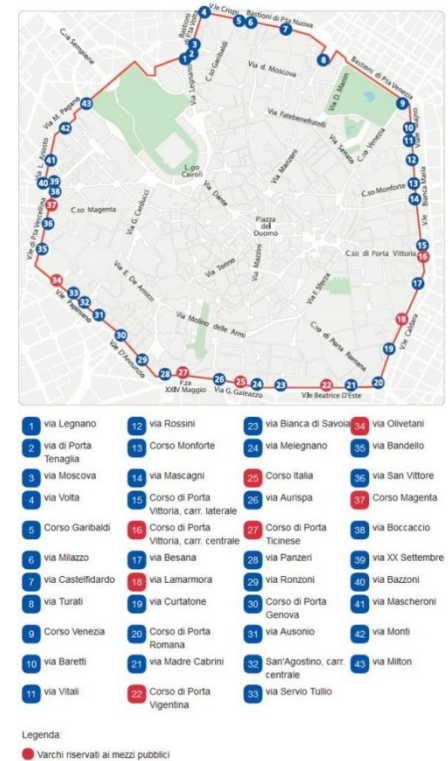 V.le Crispi
Bastioni di P.ta Nuova
Bastioni di P.ta Volta
C.so Sempione
V.le Legnano
C.so Garibaldi
Via d. Moscova
Bastioni di P.ta Venezia
Via D. Manin
Via M. Pagano
Via Fatebenefratelli
Via Senato
C.so Venezia
Via L. Ariosto
L.go Cairoli
Via Manzoni
Via Dante
C.so Monforte
V.le Bianca Maria
C.so Magenta
Via G. Carducci
Piazza del Duomo
V.le di P.ta Vercellina
C.so di Porta Vittoria
Via Torino
Via Mazzini
Via E. De Amicis
Via F. Sforza
V.le Papiniano
Via Molino delle Armi
C.so di Porta Romana
V.le Caldara
V.le D'Annunzio
P.za XXIV Maggio
Via G. Galeazzo
V.le Beatrice D'Este
1 via Legnano
2 via di Porta
Tenaglia
3 via Moscova
4 via Volta
5 Corso Garibaldi
6 via Milazzo
7 via Castelfidardo
8 via Turati
9 Corso Venezia
10 via Baretti
11 via Vitali
12 via Rossini
13 Corso Monforte
14 via Mascagni
15 Corso di Porta
Vittoria, carr. laterale
16 Corso di Porta
Vittoria, carr. centrale
17 via Besana
18 via Lamarmora
19 via Curtatone
20 Corso di Porta
Romana
21 via Madre Cabrini
22 Corso di Porta
Vigentina
23 via Bianca di Savoia
24 via Melegnano
25 Corso Italia
26 via Aurispa
27 Corso di Porta
Ticinese
28 via Panzeri
29 via Ronzoni
30 Corso di Porta
Genova
31 via Ausonio
32 San'Agostino, carr.
centrale
33 via Servio Tullio
34 via Olivetani
35 via Bandello
36 via San Vittore
37 Corso Magenta
38 via Boccaccio
39 via XX Settembre
40 via Bazzoni
41 via Mascheroni
42 via Monti
43 via Milton
Legenda:
Varchi riservati ai mezzi pubblici